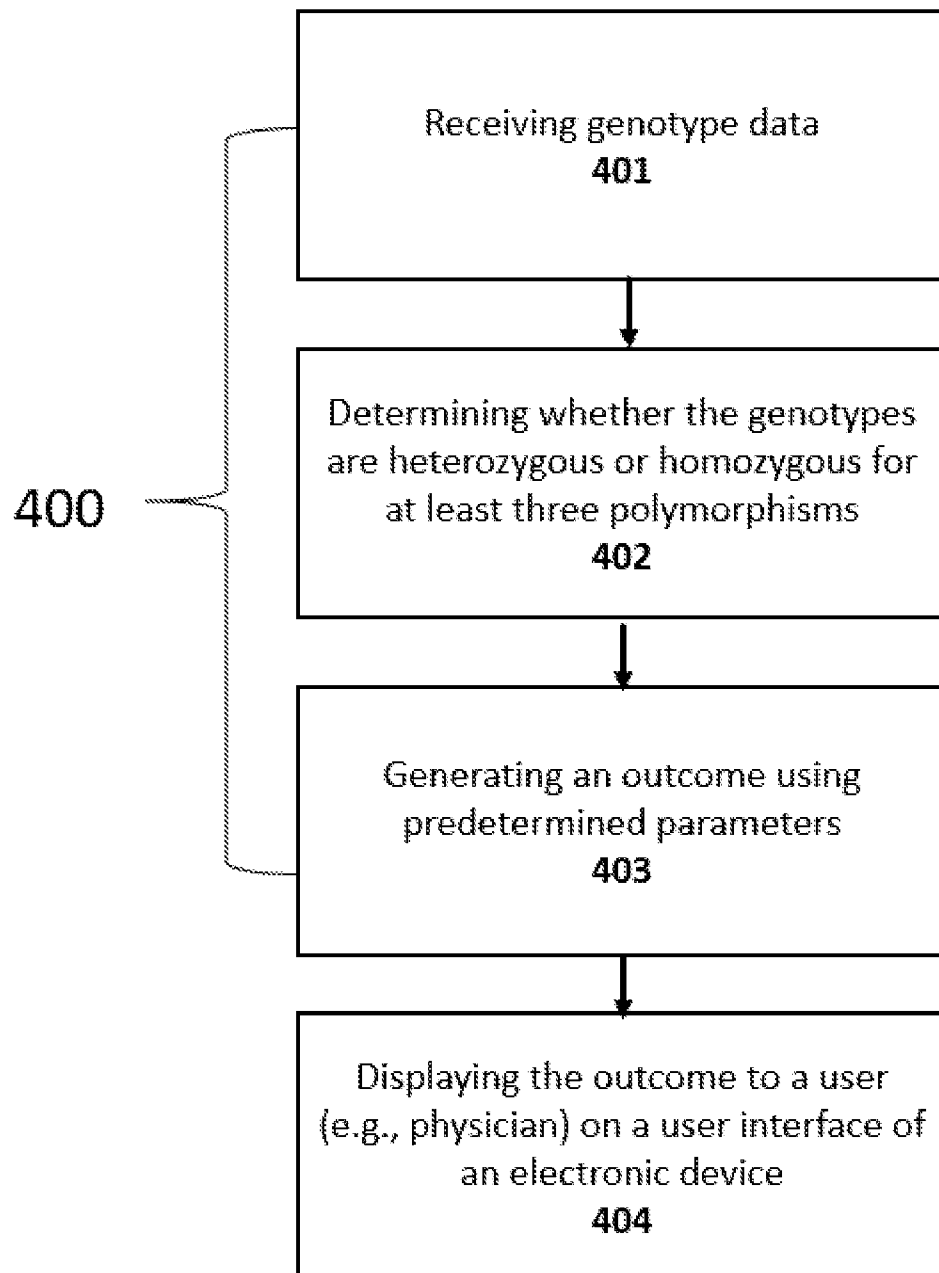 Receiving genotype data
401
Determining whether the genotypes
are heterozygous or homozygous for
at least three polymorphisms
402
400
Generating an outcome using
predetermined parameters
403
Displaying the outcome to a user
(e.g., physician) on a user interface of
an electronic device
404